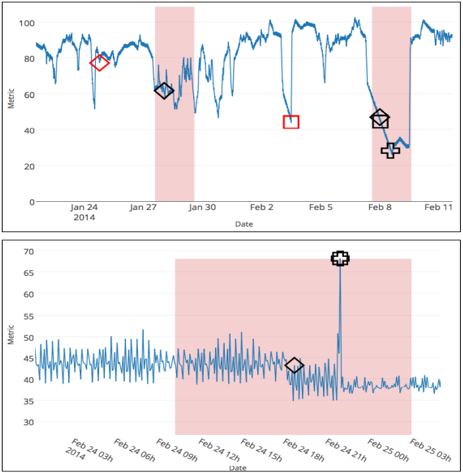 100
80
60
40
20
0
Metric
Jan 24
2014
Jan 27
Jan 30
Feb 2
Feb 5
Feb 8
Feb 11
Date
70
65
60
55
50
45
40
35
30
Metric
Feb 24 03h
2014
Feb 24 06h
Feb 24 09h
Feb 24 12h
Feb 24 15h
Feb 24 18h
Feb 24 21h
Feb 25 00h
Feb 25 03h
Date